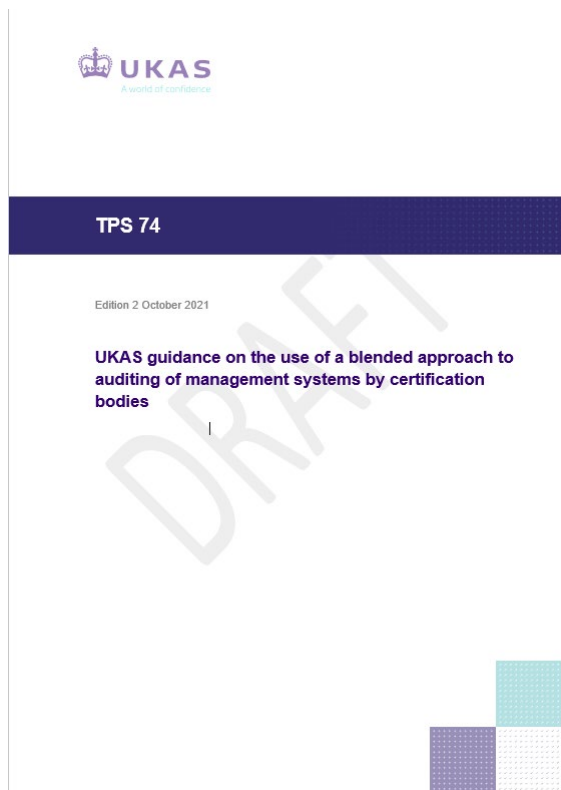 UKAS
A world of confidence
TPS 74
Edition 2 October 2021
UKAS guidance on the use of a blended approach to
auditing of management systems by certification
bodies
DRAFT